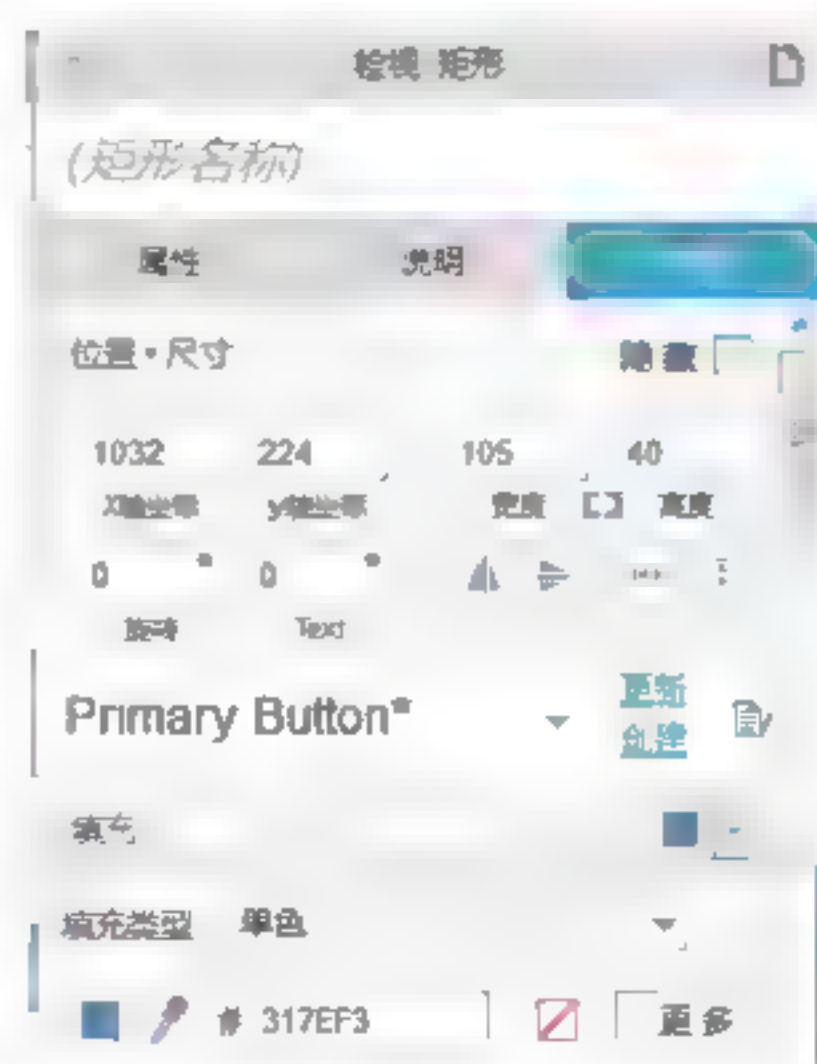 检视 矩形
(矩形名称)
属性 说明
位置•尺寸 隐藏
1032 224 105 40
X轴坐标 y轴坐标 宽度 高度
0 0
旋转 Text
Primary Button*
更新
创建
填充
填充类型 单色
# 317EF3 更多